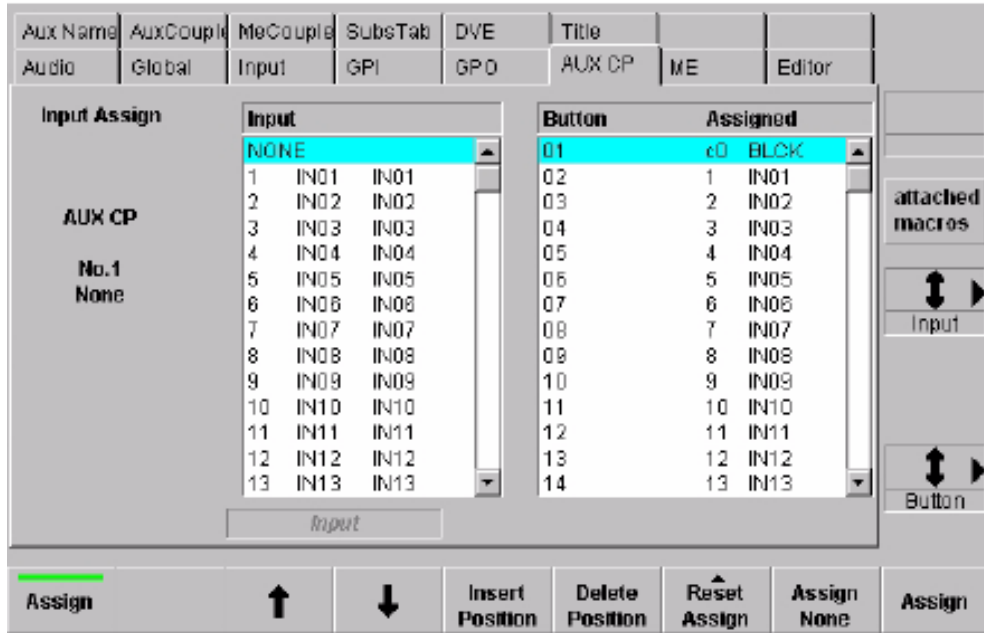 Aux Name AuxCouple MeCouple SubsTab DVE Title
Audio Global Input GPI GPO AUX CP ME Editor
Input Assign
AUX CP
No.1
None
Input
NONE
1 IN01 IN01
2 IN02 IN02
3 IN03 IN03
4 IN04 IN04
5 IN05 IN05
6 IN06 IN06
7 IN07 IN07
8 IN08 IN08
9 IN09 IN09
10 IN10 IN10
11 IN11 IN11
12 IN12 IN12
13 IN13 IN13
Input
Button Assigned
01 c0 BLCK
02 1 IN01
03 2 IN02
04 3 IN03
05 4 IN04
06 5 IN05
07 6 IN06
08 7 IN07
09 8 IN08
10 9 IN09
11 10 IN10
12 11 IN11
13 12 IN12
14 13 IN13
attached
macros
Input
Button
Assign
Insert
Position
Delete
Position
Reset
Assign
Assign
None
Assign